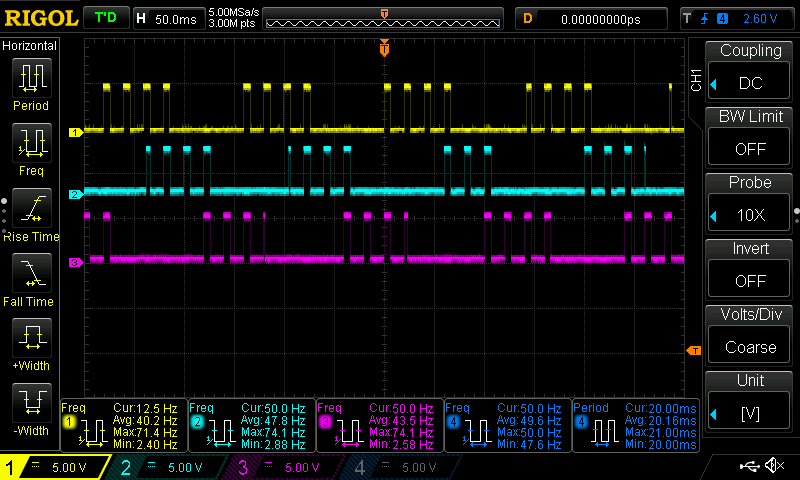 RIGOL T'D H 50.0ms 5.00MSa/s 3.00M pts T D 0.00000000ps T 4 2.60 V
Horizontal
Period
Freq
Rise Time
Fall Time
+Width
-Width
T
1
2
3
T
CH1
Coupling
DC
BW Limit
OFF
Probe
10X
Invert
OFF
Volts/Div
Coarse
Unit
[V]
Freq Cur:12.5 Hz
1 Avg:40.2 Hz
Max:71.4 Hz
Min: 2.40 Hz
Freq Cur:50.0 Hz
2 Avg:47.8 Hz
Max:74.1 Hz
Min: 2.88 Hz
Freq Cur:50.0 Hz
3 Avg:43.5 Hz
Max:74.1 Hz
Min: 2.58 Hz
Freq Cur:50.0 Hz
4 Avg:49.6 Hz
Max:50.0 Hz
Min: 47.6 Hz
Period Cur:20.00ms
4 Avg:20.16ms
Max:21.00ms
Min: 20.00ms
1 5.00 V 2 5.00 V 3 5.00 V 4 5.00 V